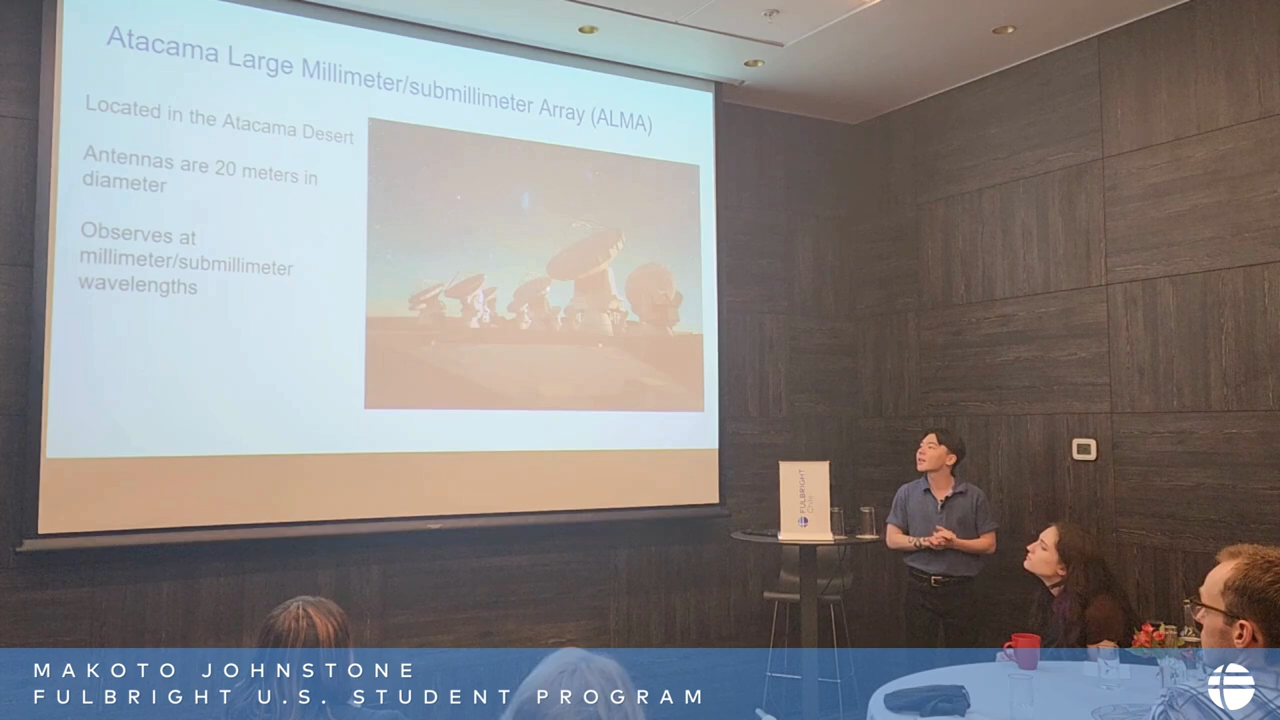 Atacama Large Millimeter/submillimeter Array (ALMA)
Located in the Atacama Desert
Antennas are 20 meters in
diameter
Observes at
millimeter/submillimeter
wavelengths
FULBRIGHT
Chile
MAKOTO JOHNSTONE
FULBRIGHT U.S. STUDENT PROGRAM